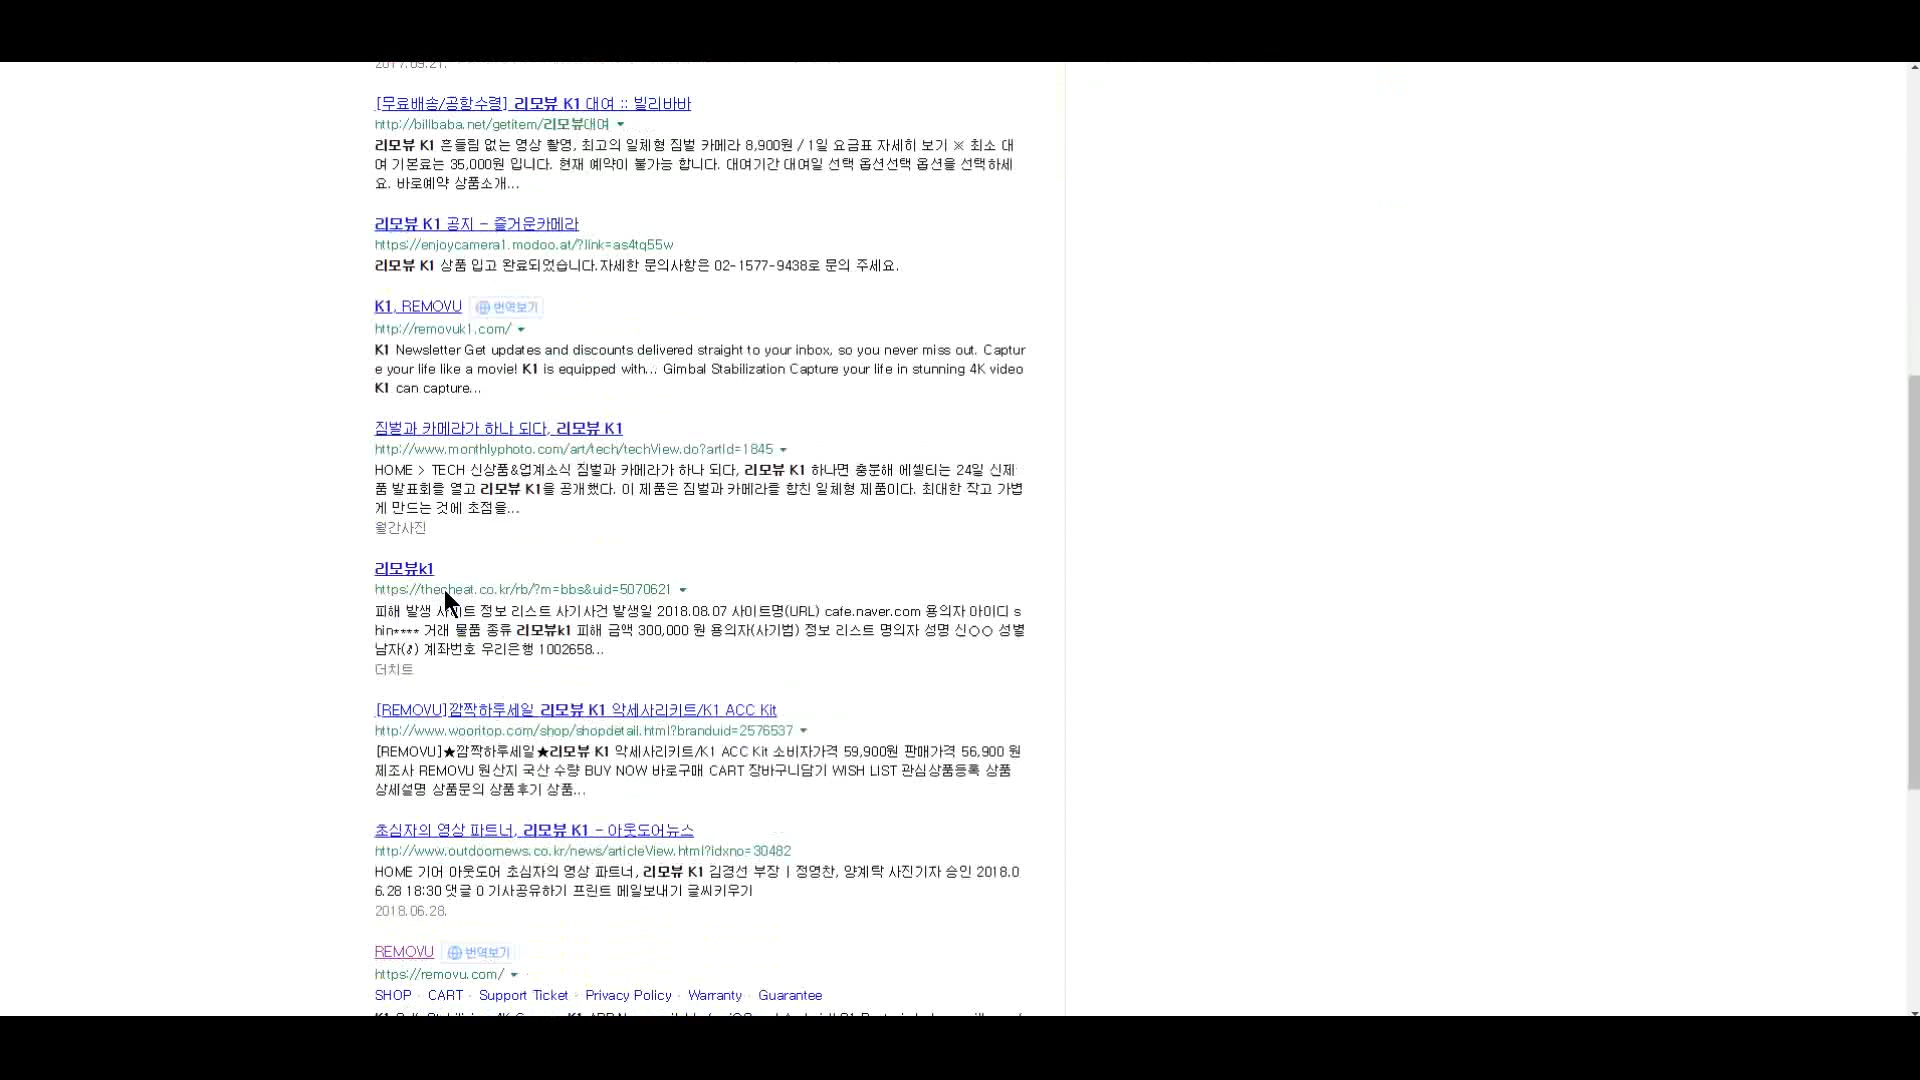 2017.09.21.
[무료배송/공항수령] 리모뷰 K1 대여 :: 빌리바바
http://billbaba.net/getitem/리모뷰대여
리모뷰 K1 흔들림 없는 영상 촬영, 최고의 일체형 짐벌 카메라 8,900원 / 1일 요금표 자세히 보기 ※ 최소 대
여 기본료는 35,000원 입니다. 현재 예약이 불가능 합니다. 대여기간 대여일 선택 옵션선택 옵션을 선택하세
요. 바로예약 상품소개...
리모뷰 K1 공지 - 즐거운카메라
https://enjoycamera1.modoo.at/?link=as4tq55w
리모뷰 K1 상품 입고 완료되었습니다.자세한 문의사항은 02-1577-9438로 문의 주세요.
K1, REMOVU 번역보기
http://removuk1.com/
K1 Newsletter Get updates and discounts delivered straight to your inbox, so you never miss out. Captur
e your life like a movie! K1 is equipped with... Gimbal Stabilization Capture your life in stunning 4K video
K1 can capture...
짐벌과 카메라가 하나 되다, 리모뷰 K1
http://www.monthlyphoto.com/art/tech/techView.do?artId=1845
HOME > TECH 신상품&업계소식 짐벌과 카메라가 하나 되다, 리모뷰 K1 하나면 충분해 에셀티는 24일 신제
품 발표회를 열고 리모뷰 K1을 공개했다. 이 제품은 짐벌과 카메라를 합친 일체형 제품이다. 최대한 작고 가볍
게 만드는 것에 초점을...
월간사진
리모뷰k1
https://thecheat.co.kr/rb/?m=bbs&uid=5070621
피해 발생 사이트 정보 리스트 사기사건 발생일 2018.08.07 사이트명(URL) cafe.naver.com 용의자 아이디 s
hin**** 거래 물품 종류 리모뷰k1 피해 금액 300,000 원 용의자(사기범) 정보 리스트 명의자 성명 신○○ 성별
남자(♂) 계좌번호 우리은행 1002658...
더치트
[REMOVU]깜짝하루세일 리모뷰 K1 악세사리키트/K1 ACC Kit
http://www.wooritop.com/shop/shopdetail.html?branduid=2576537
[REMOVU]★깜짝하루세일★리모뷰 K1 악세사리키트/K1 ACC Kit 소비자가격 59,900원 판매가격 56,900 원
제조사 REMOVU 원산지 국산 수량 BUY NOW 바로구매 CART 장바구니담기 WISH LIST 관심상품등록 상품
상세설명 상품문의 상품후기 상품...
초심자의 영상 파트너, 리모뷰 K1 - 아웃도어뉴스
http://www.outdoornews.co.kr/news/articleView.html?idxno=30482
HOME 기어 아웃도어 초심자의 영상 파트너, 리모뷰 K1 김경선 부장 | 정영찬, 양계탁 사진기자 승인 2018.0
6.28 18:30 댓글 0 기사공유하기 프린트 메일보내기 글씨키우기
2018.06.28.
REMOVU 번역보기
https://removu.com/
SHOP · CART · Support Ticket · Privacy Policy · Warranty · Guarantee